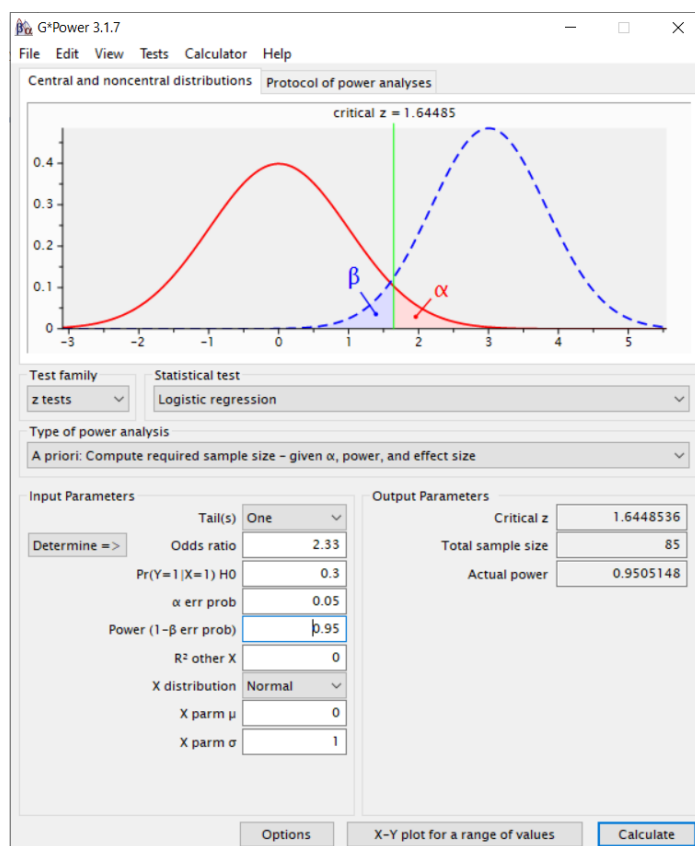 G*Power 3.1.7
File Edit View Tests Calculator Help
Central and noncentral distributions Protocol of power analyses
critical z = 1.64485
0.4
0.3
0.2
0.1
0
β α
-3 -2 -1 0 1 2 3 4 5
Test family Statistical test
z tests Logistic regression
Type of power analysis
A priori: Compute required sample size – given α, power, and effect size
Input Parameters Output Parameters
Tail(s) One Critical z 1.6448536
Determine => Odds ratio 2.33 Total sample size 85
Pr(Y=1|X=1) H0 0.3 Actual power 0.9505148
α err prob 0.05
Power (1-β err prob) 0.95
R² other X 0
X distribution Normal
X parm μ 0
X parm σ 1
Options X-Y plot for a range of values Calculate